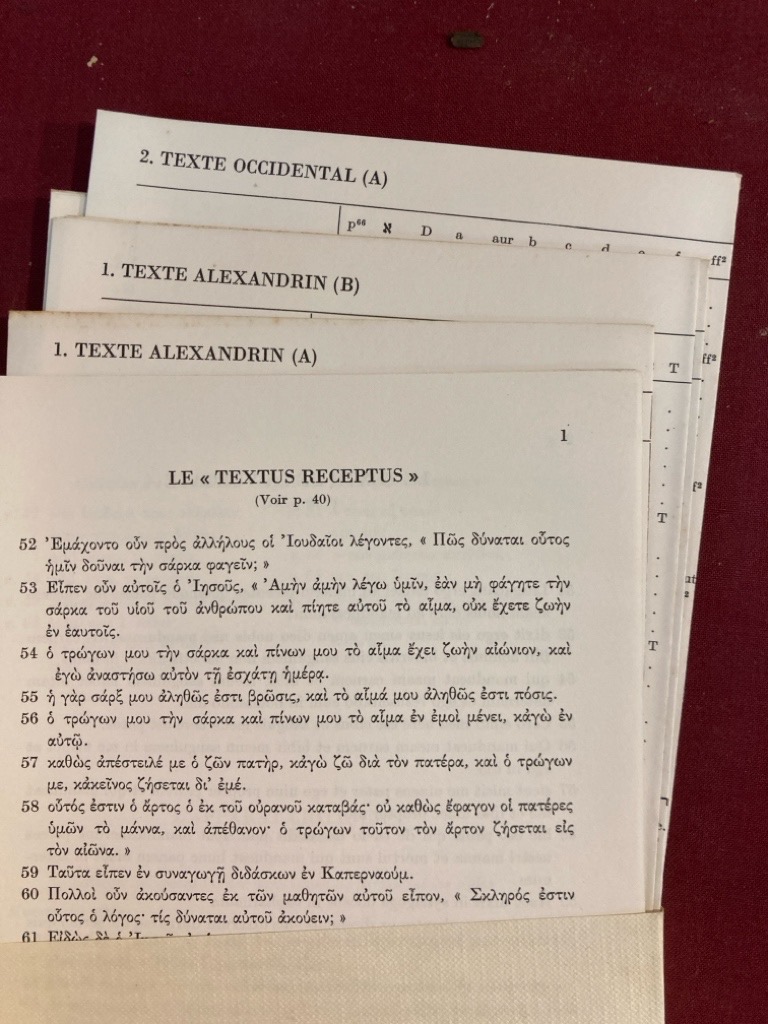 2. TEXTE OCCIDENTAL (A)
p⁶⁶ ℵ D a aur b c d e f ff²
1. TEXTE ALEXANDRIN (B)
ff²
1. TEXTE ALEXANDRIN (A)
T
1
LE « TEXTUS RECEPTUS »
(Voir p. 40)
52 Ἐμάχοντο οὖν πρὸς ἀλλήλους οἱ Ἰουδαῖοι λέγοντες, « Πῶς δύναται οὗτος
ἡμῖν δοῦναι τὴν σάρκα φαγεῖν; »
53 Εἶπεν οὖν αὐτοῖς ὁ Ἰησοῦς, « Ἀμὴν ἀμὴν λέγω ὑμῖν, ἐὰν μὴ φάγητε τὴν
σάρκα τοῦ υἱοῦ τοῦ ἀνθρώπου καὶ πίητε αὐτοῦ τὸ αἷμα, οὐκ ἔχετε ζωὴν
ἐν ἑαυτοῖς.
54 ὁ τρώγων μου τὴν σάρκα καὶ πίνων μου τὸ αἷμα ἔχει ζωὴν αἰώνιον, καὶ
ἐγὼ ἀναστήσω αὐτὸν τῇ ἐσχάτῃ ἡμέρᾳ.
55 ἡ γὰρ σάρξ μου ἀληθῶς ἐστι βρῶσις, καὶ τὸ αἷμά μου ἀληθῶς ἐστι πόσις.
56 ὁ τρώγων μου τὴν σάρκα καὶ πίνων μου τὸ αἷμα ἐν ἐμοὶ μένει, κἀγὼ ἐν
αὐτῷ.
57 καθὼς ἀπέστειλέ με ὁ ζῶν πατήρ, κἀγὼ ζῶ διὰ τὸν πατέρα, καὶ ὁ τρώγων
με, κἀκεῖνος ζήσεται δι' ἐμέ.
58 οὗτός ἐστιν ὁ ἄρτος ὁ ἐκ τοῦ οὐρανοῦ καταβάς· οὐ καθὼς ἔφαγον οἱ πατέρες
ὑμῶν τὸ μάννα, καὶ ἀπέθανον· ὁ τρώγων τοῦτον τὸν ἄρτον ζήσεται εἰς
τὸν αἰῶνα. »
59 Ταῦτα εἶπεν ἐν συναγωγῇ διδάσκων ἐν Καπερναούμ.
60 Πολλοὶ οὖν ἀκούσαντες ἐκ τῶν μαθητῶν αὐτοῦ εἶπον, « Σκληρός ἐστιν
οὗτος ὁ λόγος· τίς δύναται αὐτοῦ ἀκούειν; »
61
T
T